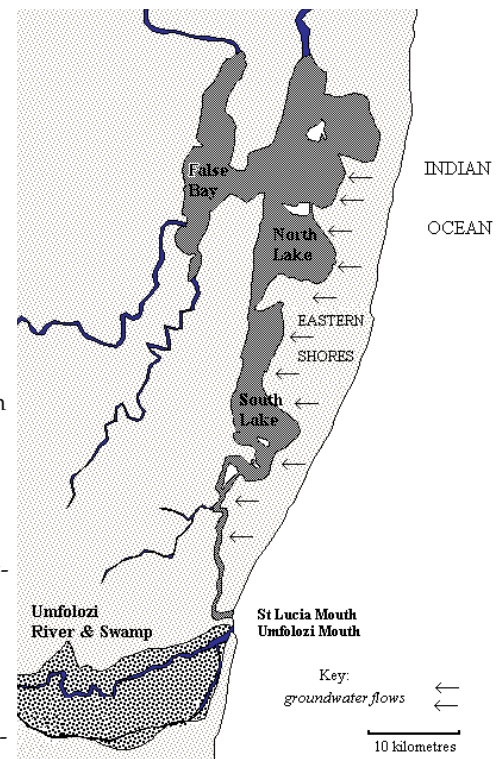 INDIAN
OCEAN
False
Bay
North
Lake
EASTERN
SHORES
South
Lake
Umfolozi
River & Swamp
St Lucia Mouth
Umfolozi Mouth
Key:
groundwater flows
10 kilometres
n
-
-